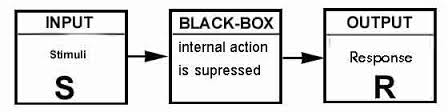 INPUT
Stimuli
S
BLACK-BOX
internal action
is supressed
OUTPUT
Response
R